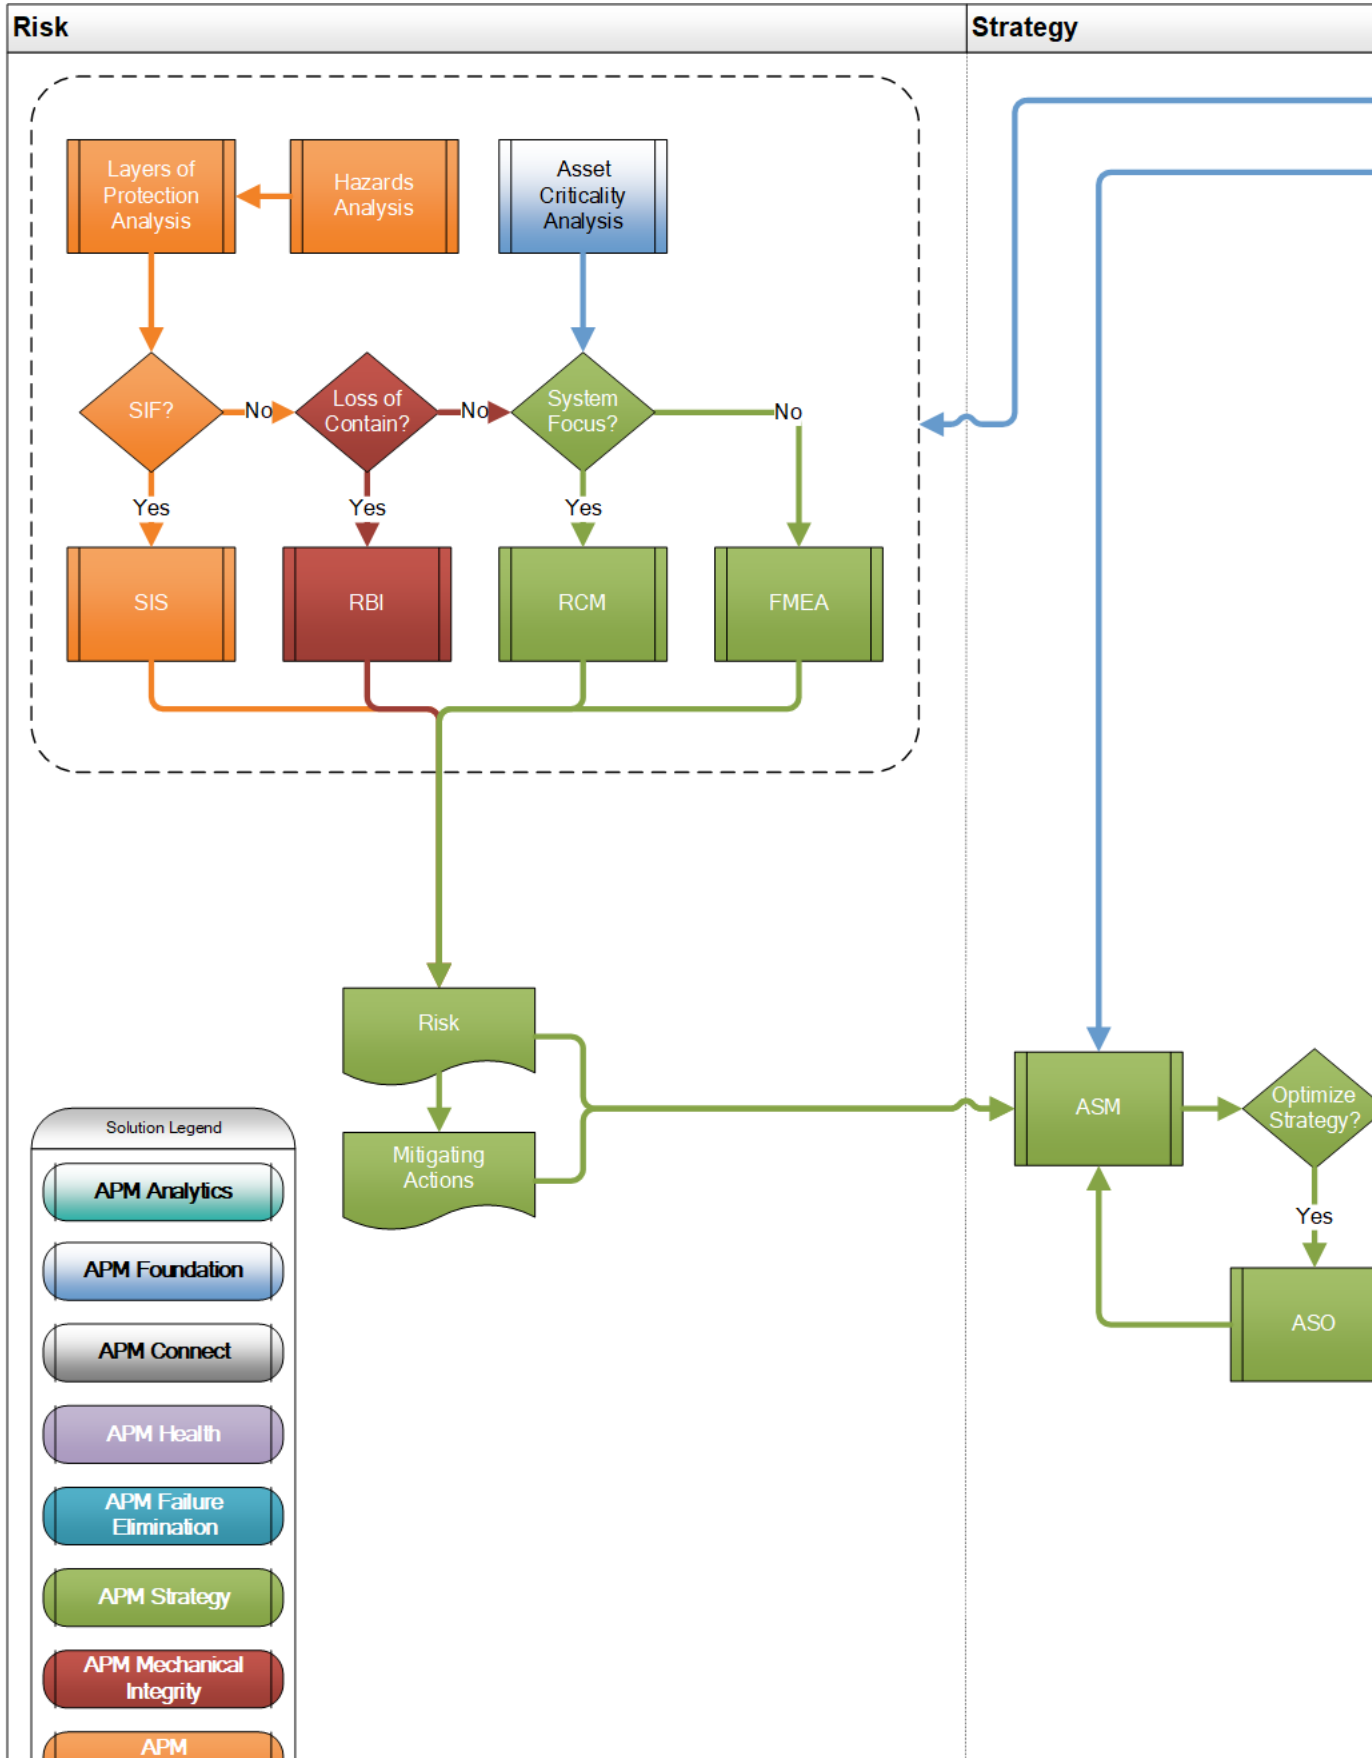 Risk
Strategy
Layers of
Protection
Analysis
Hazards
Analysis
Asset
Criticality
Analysis
SIF?
No
Loss of
Contain?
No
System
Focus?
No
Yes
Yes
Yes
SIS
RBI
RCM
FMEA
Risk
Mitigating
Actions
ASM
Optimize
Strategy?
Yes
ASO
Solution Legend
APM Analytics
APM Foundation
APM Connect
APM Health
APM Failure
Elimination
APM Strategy
APM Mechanical
Integrity
APM